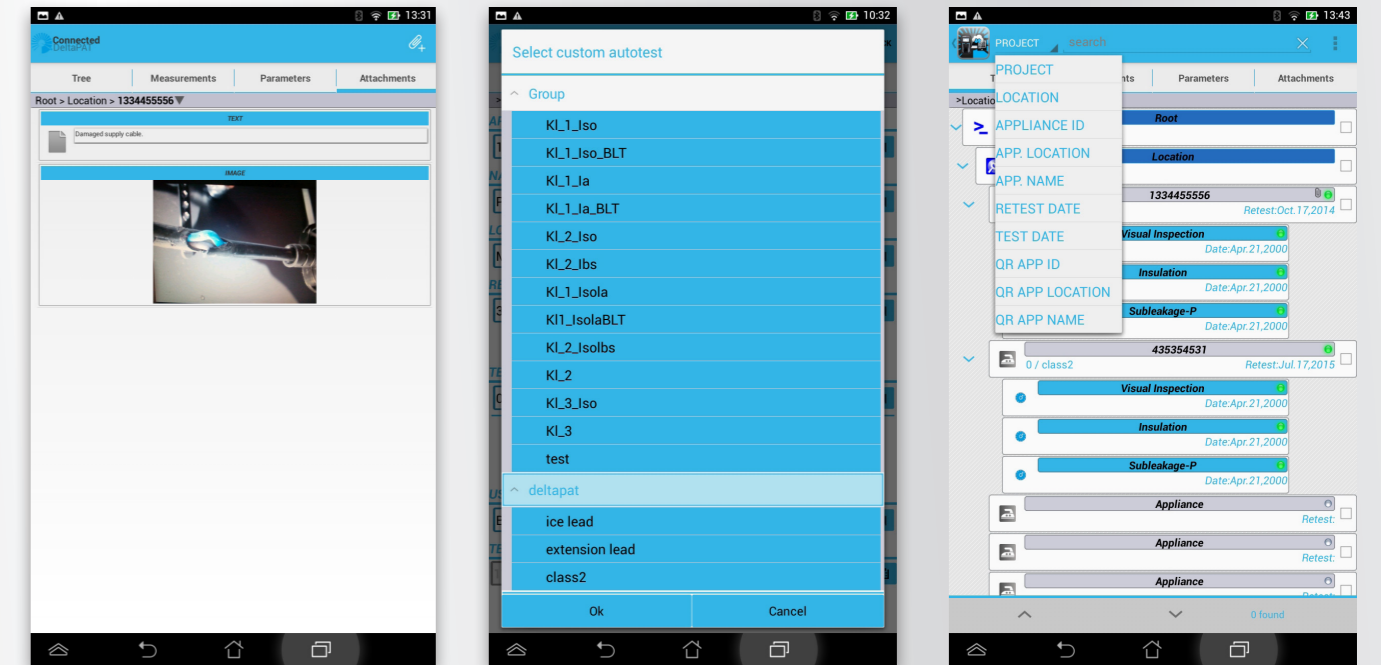 13:31
Connected
DeltaPAT
Tree Measurements Parameters Attachments
Root > Location > 1334455556▼
TEXT
Damaged supply cable.
IMAGE
10:32
Select custom autotest
Group
Kl_1_Iso
Kl_1_Iso_BLT
Kl_1_Ia
Kl_1_Ia_BLT
Kl_2_Iso
Kl_2_Ibs
Kl_1_Isola
Kl1_IsolaBLT
Kl_2_Isolbs
Kl_2
Kl_3_Iso
Kl_3
test
deltapat
ice lead
extension lead
class2
Ok Cancel
13:43
PROJECT search
PROJECT
LOCATION
APPLIANCE ID
APP. LOCATION
APP. NAME
RETEST DATE
TEST DATE
QR APP ID
QR APP LOCATION
QR APP NAME
Parameters Attachments
Root
Location
1334455556
Retest:Oct.17,2014
Visual Inspection
Date:Apr.21,2000
Insulation
Date:Apr.21,2000
Subleakage-P
Date:Apr.21,2000
435354531
0 / class2 Retest:Jul.17,2015
Visual Inspection
Date:Apr.21,2000
Insulation
Date:Apr.21,2000
Subleakage-P
Date:Apr.21,2000
Appliance
Retest:
Appliance
Retest:
Appliance
0 found